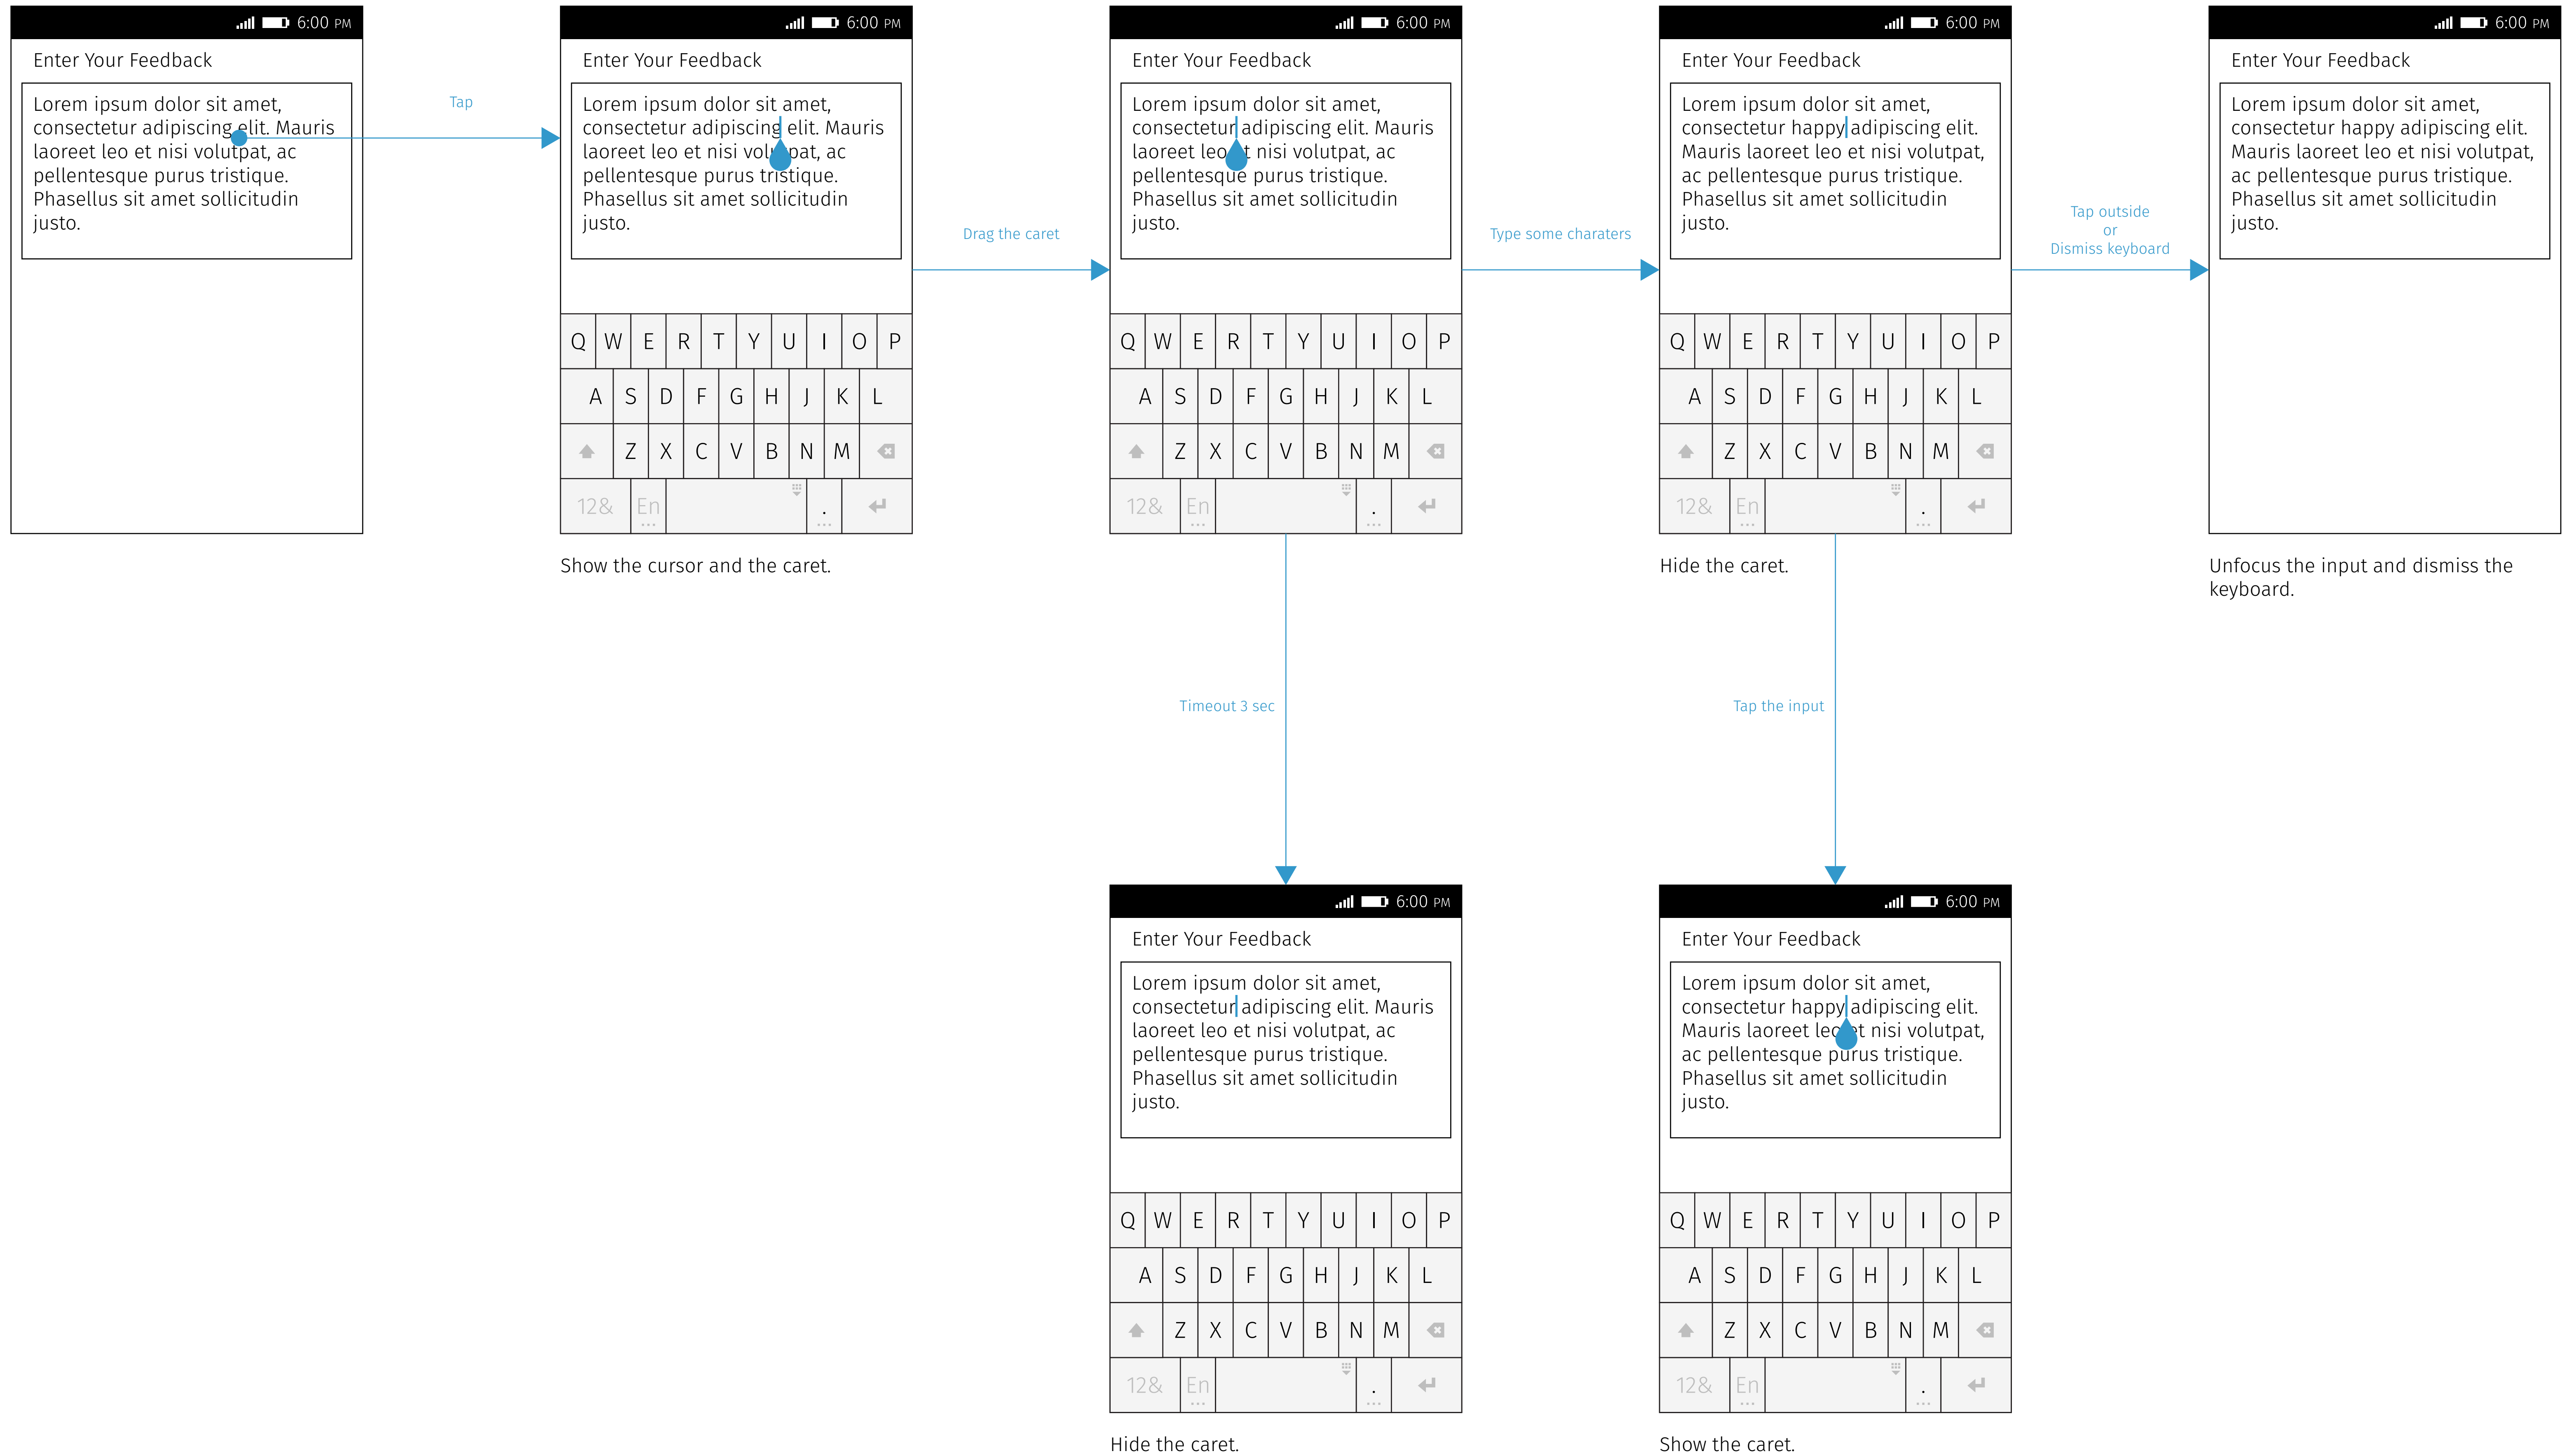 6:00 PM
Enter Your Feedback
Lorem ipsum dolor sit amet,
consectetur adipiscing elit. Mauris
laoreet leo et nisi volutpat, ac
pellentesque purus tristique.
Phasellus sit amet sollicitudin
justo.
Tap
6:00 PM
Enter Your Feedback
Lorem ipsum dolor sit amet,
consectetur adipiscing elit. Mauris
laoreet leo et nisi volutpat, ac
pellentesque purus tristique.
Phasellus sit amet sollicitudin
justo.
Q W E R T Y U I O P
A S D F G H J K L
Z X C V B N M
12& En ... . ...
Show the cursor and the caret.
Drag the caret
6:00 PM
Enter Your Feedback
Lorem ipsum dolor sit amet,
consectetur adipiscing elit. Mauris
laoreet leo et nisi volutpat, ac
pellentesque purus tristique.
Phasellus sit amet sollicitudin
justo.
Q W E R T Y U I O P
A S D F G H J K L
Z X C V B N M
12& En ... . ...
Type some charaters
6:00 PM
Enter Your Feedback
Lorem ipsum dolor sit amet,
consectetur happy adipiscing elit.
Mauris laoreet leo et nisi volutpat,
ac pellentesque purus tristique.
Phasellus sit amet sollicitudin
justo.
Q W E R T Y U I O P
A S D F G H J K L
Z X C V B N M
12& En ... . ...
Hide the caret.
Tap outside
or
Dismiss keyboard
6:00 PM
Enter Your Feedback
Lorem ipsum dolor sit amet,
consectetur happy adipiscing elit.
Mauris laoreet leo et nisi volutpat,
ac pellentesque purus tristique.
Phasellus sit amet sollicitudin
justo.
Unfocus the input and dismiss the
keyboard.
Timeout 3 sec
6:00 PM
Enter Your Feedback
Lorem ipsum dolor sit amet,
consectetur adipiscing elit. Mauris
laoreet leo et nisi volutpat, ac
pellentesque purus tristique.
Phasellus sit amet sollicitudin
justo.
Q W E R T Y U I O P
A S D F G H J K L
Z X C V B N M
12& En ... . ...
Hide the caret.
Tap the input
6:00 PM
Enter Your Feedback
Lorem ipsum dolor sit amet,
consectetur happy adipiscing elit.
Mauris laoreet leo et nisi volutpat,
ac pellentesque purus tristique.
Phasellus sit amet sollicitudin
justo.
Q W E R T Y U I O P
A S D F G H J K L
Z X C V B N M
12& En ... . ...
Show the caret.